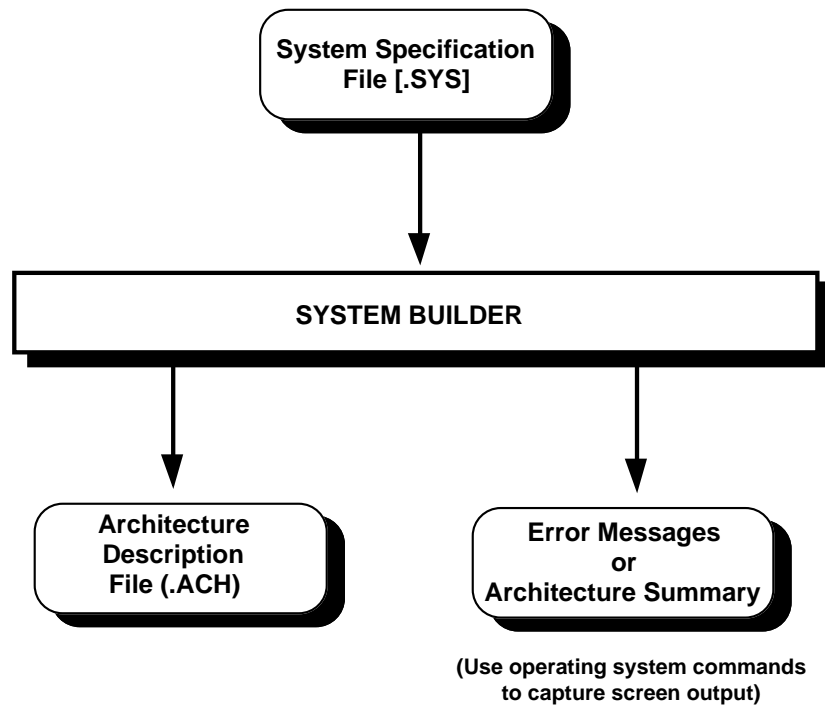 System Specification
File [.SYS]
SYSTEM BUILDER
Architecture
Description
File (.ACH)
Error Messages
or
Architecture Summary
(Use operating system commands
to capture screen output)